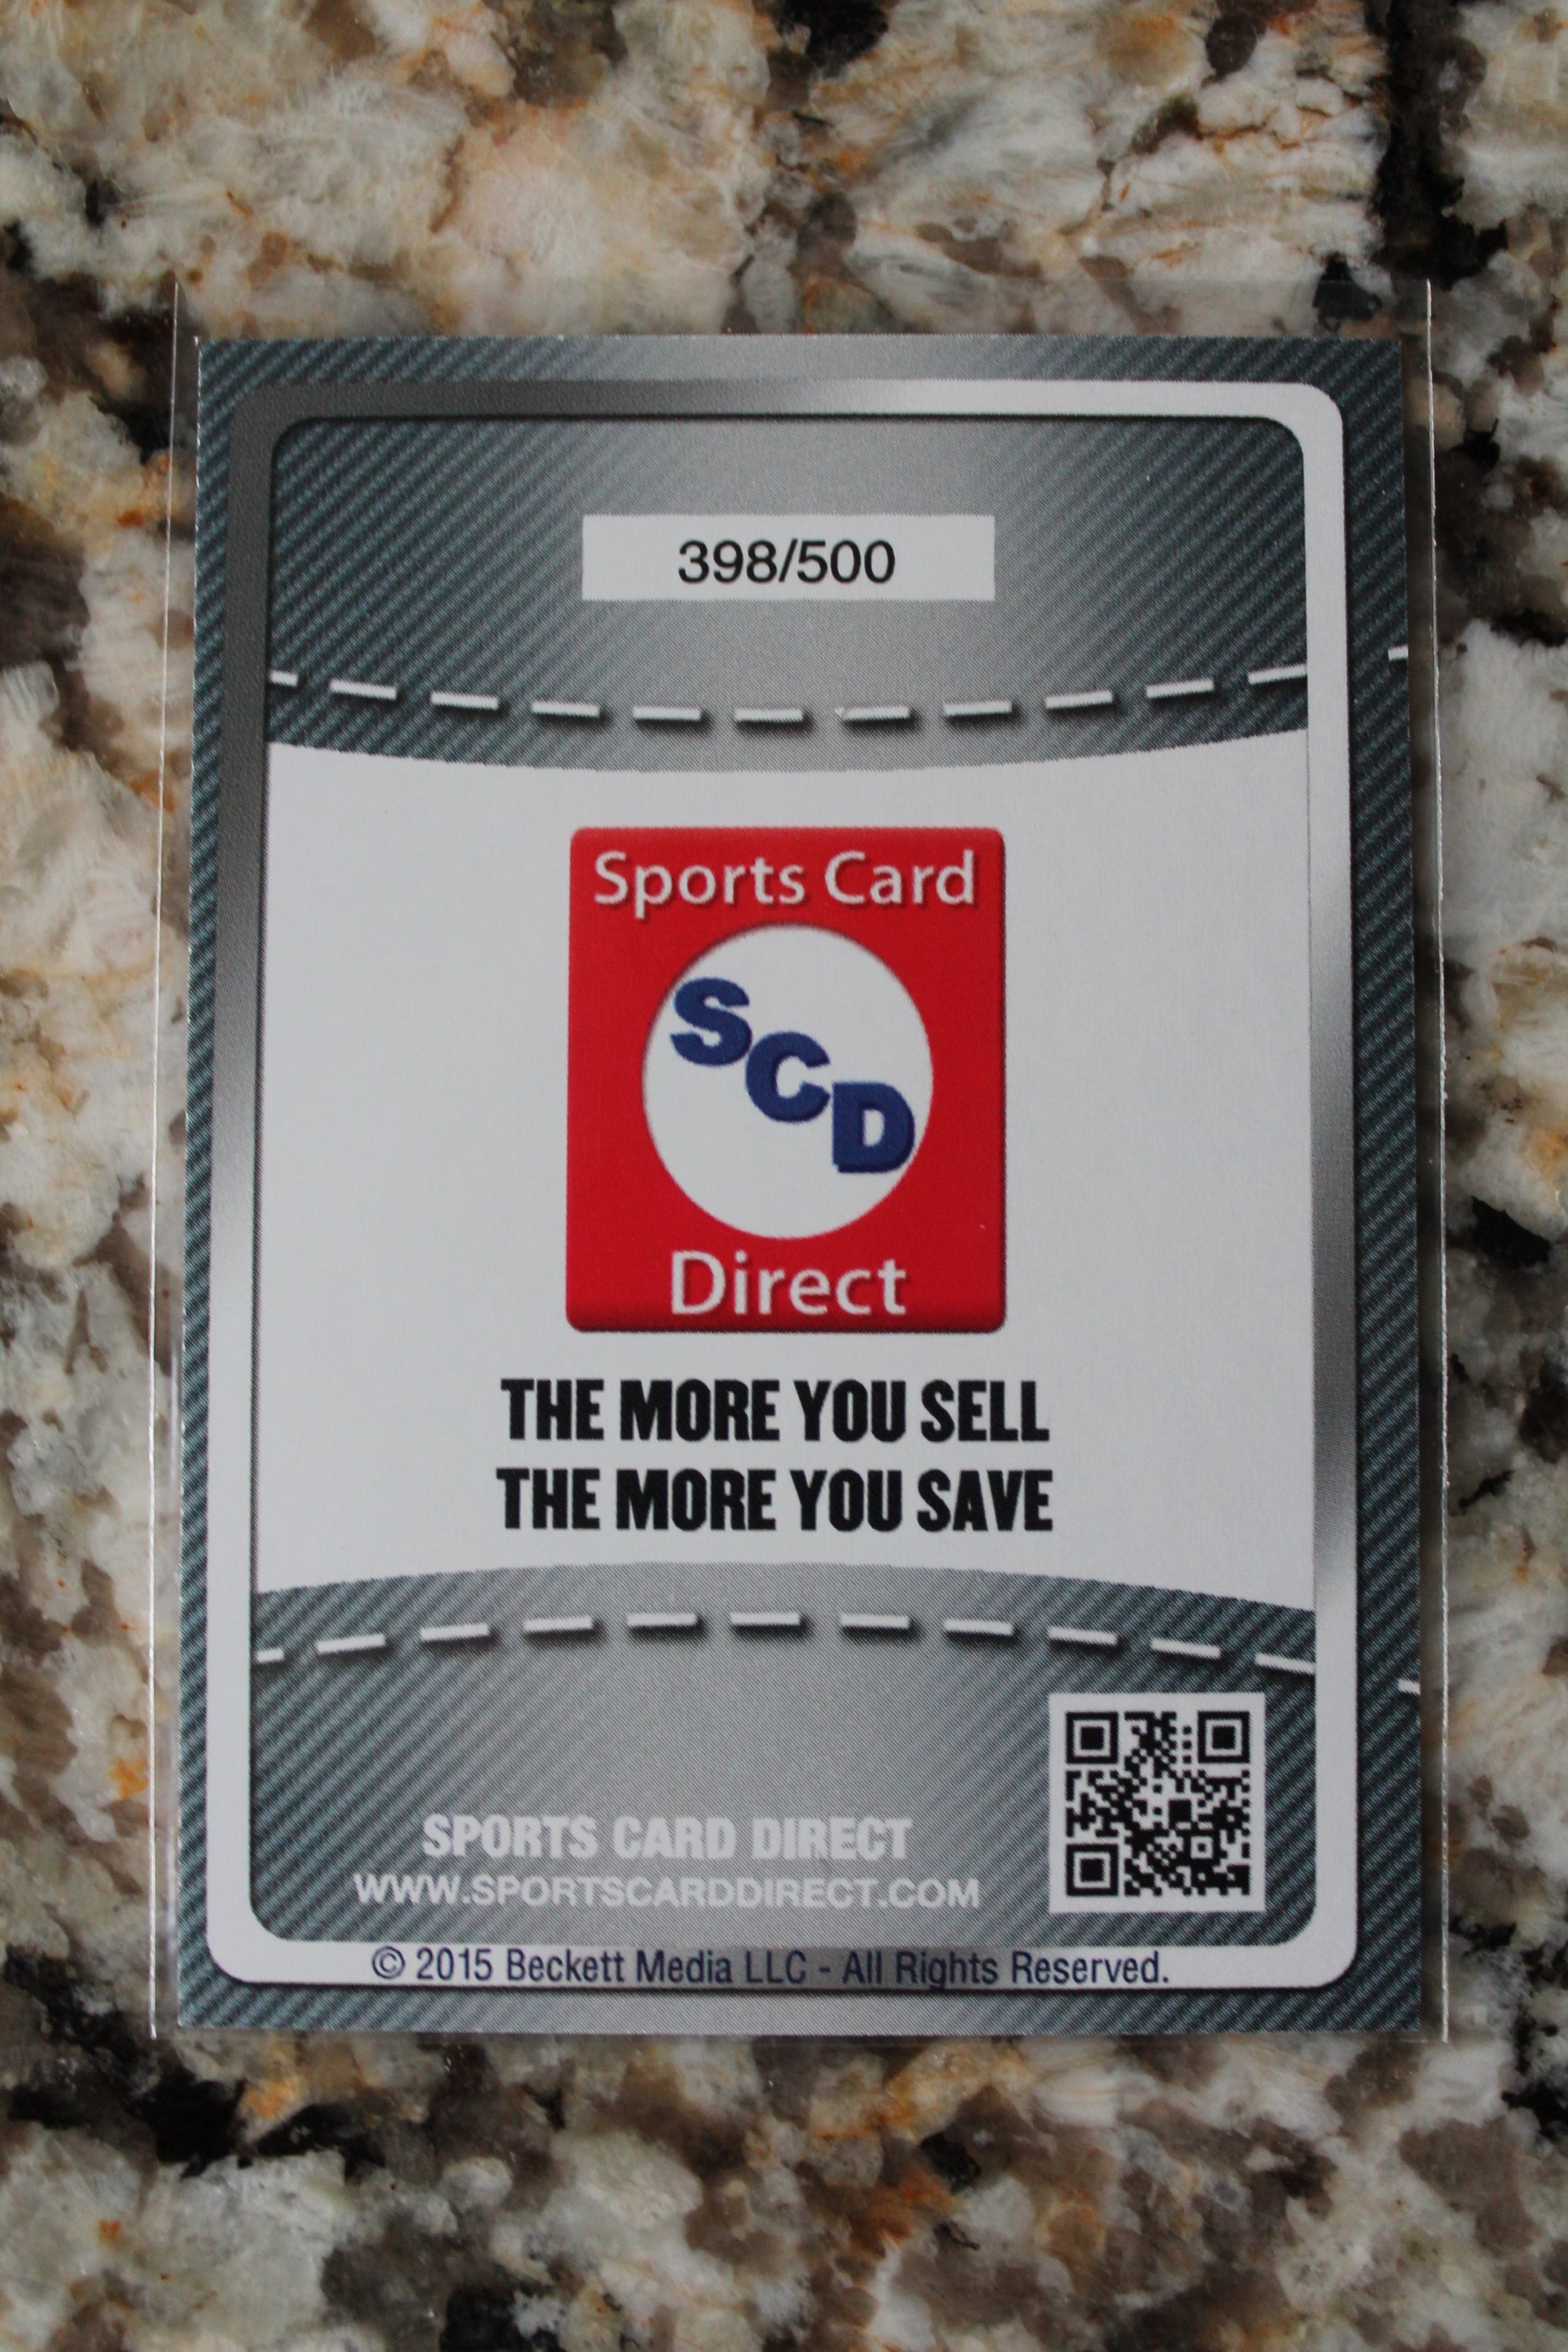 398/500
Sports Card
SCD
Direct
THE MORE YOU SELL
THE MORE YOU SAVE
SPORTS CARD DIRECT
WWW.SPORTSCARDDIRECT.COM
© 2015 Beckett Media LLC - All Rights Reserved.